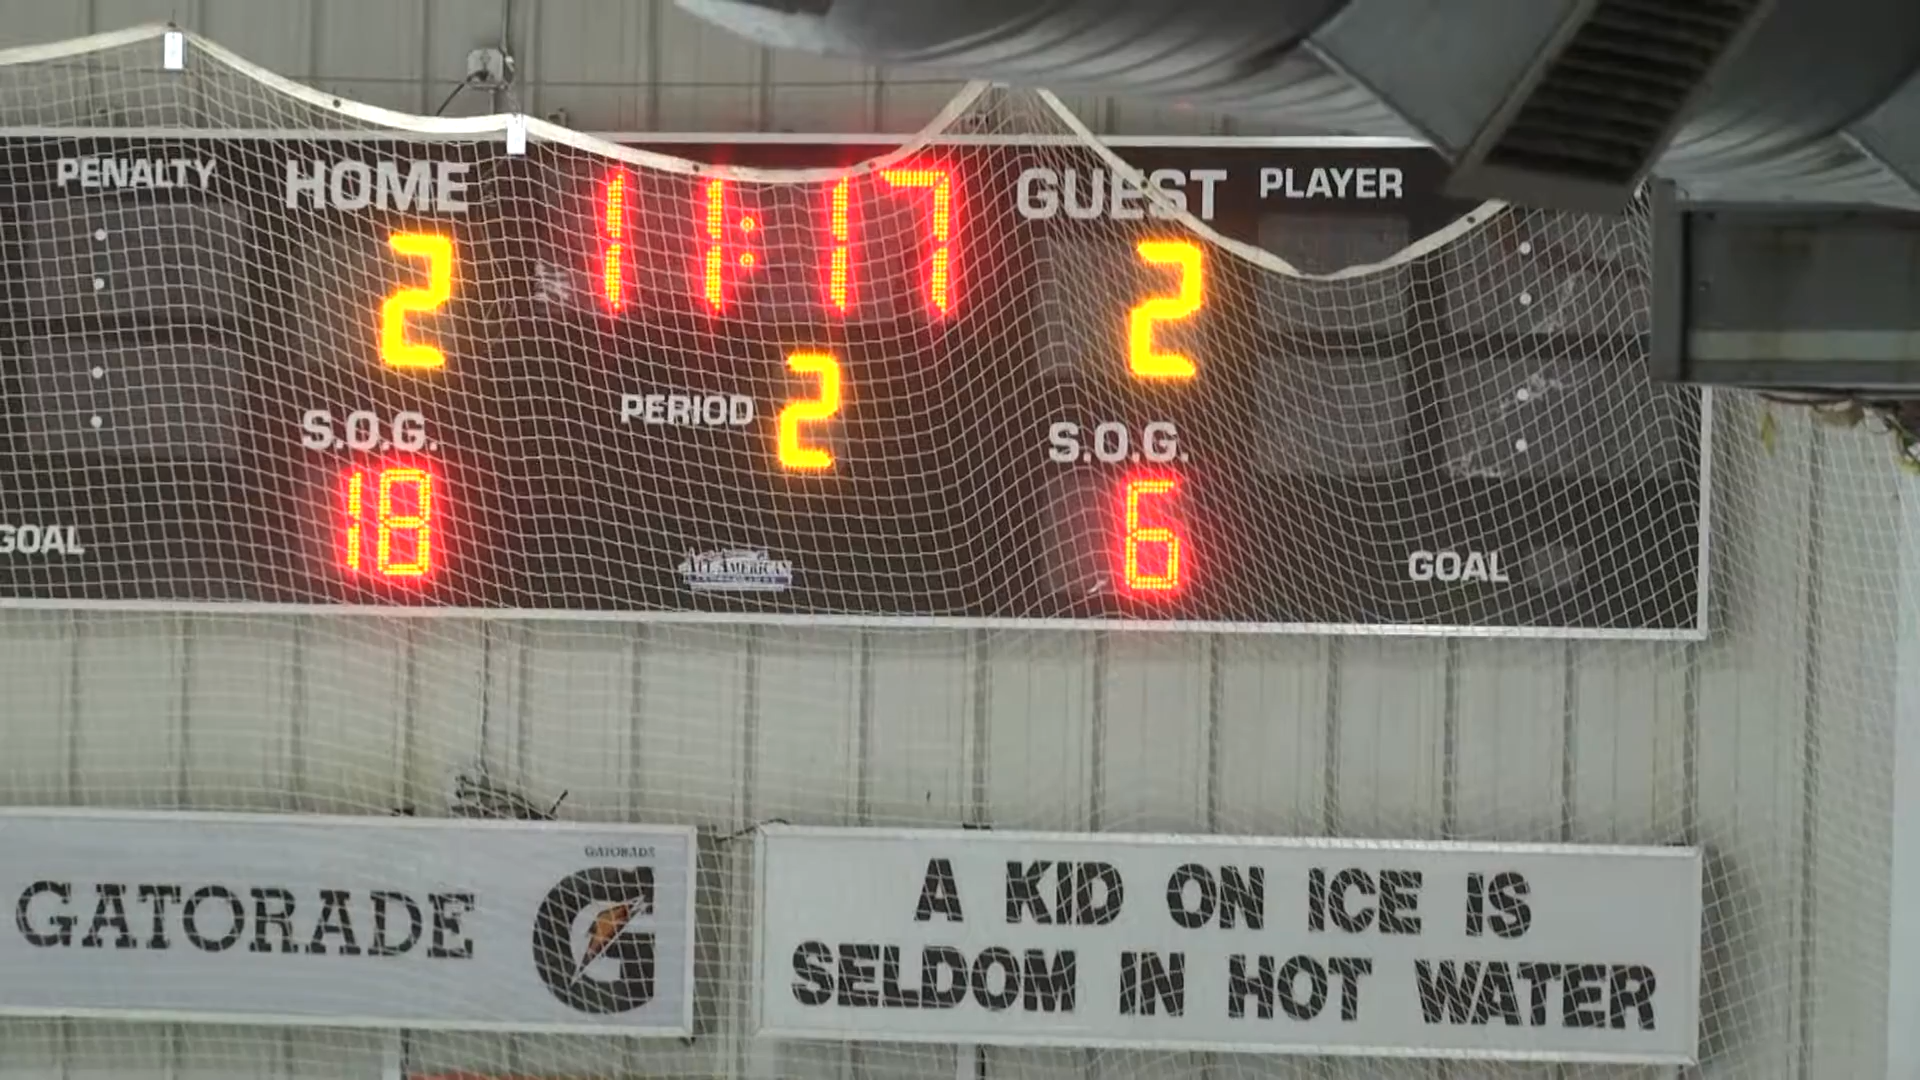 PENALTY HOME 11:17 GUEST PLAYER
2 2
PERIOD 2
S.O.G. S.O.G.
18 6
GOAL GOAL
ALL AMERICAN
GATORADE
GATORADE G
A KID ON ICE IS
SELDOM IN HOT WATER